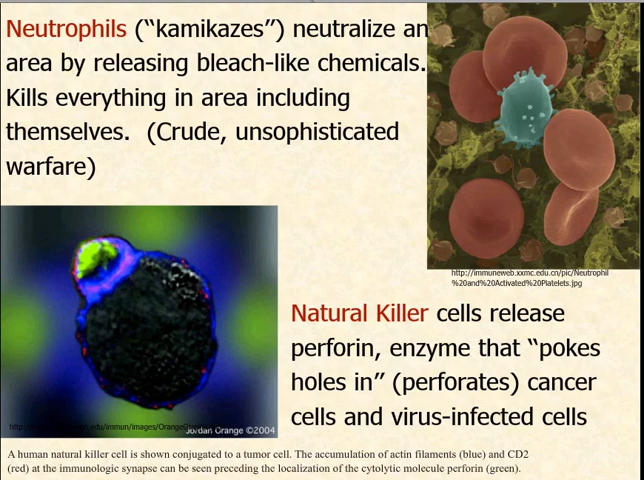 Neutrophils (“kamikazes”) neutralize an
area by releasing bleach-like chemicals.
Kills everything in area including
themselves. (Crude, unsophisticated
warfare)
http://immuneweb.xxmc.edu.cn/pic/Neutrophil
%20and%20Activated%20Platelets.jpg
Natural Killer cells release
perforin, enzyme that “pokes
holes in” (perforates) cancer
cells and virus-infected cells
Jordan Orange ©2004
A human natural killer cell is shown conjugated to a tumor cell. The accumulation of actin filaments (blue) and CD2
(red) at the immunologic synapse can be seen preceding the localization of the cytolytic molecule perforin (green).